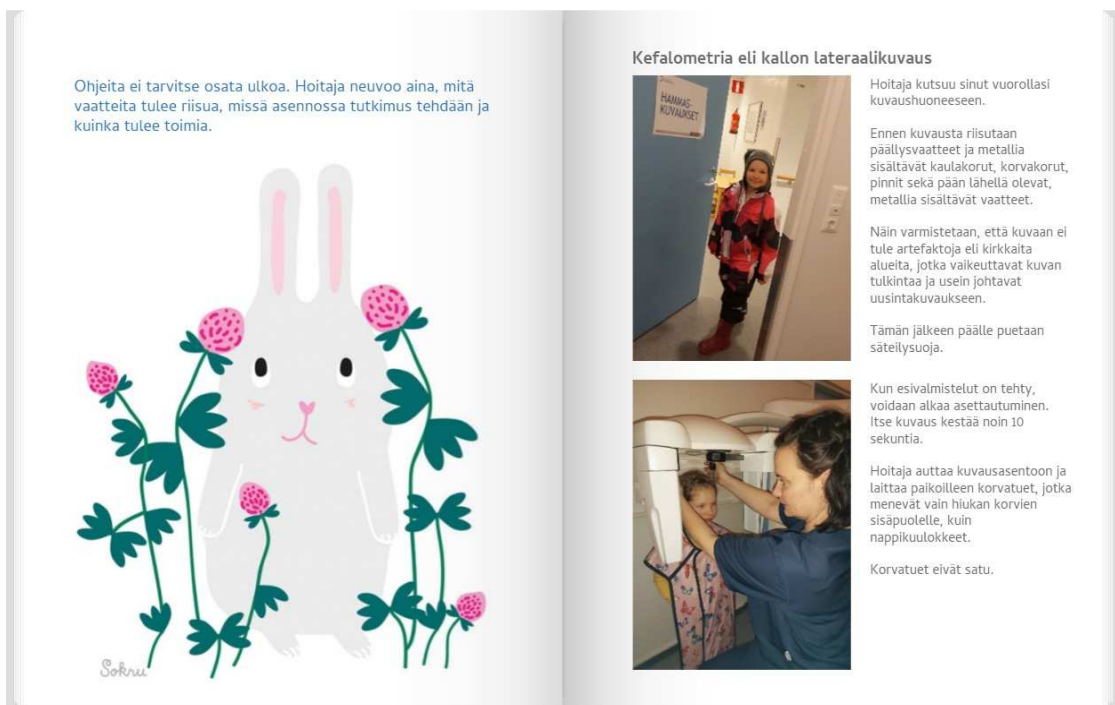 Ohjeita ei tarvitse osata ulkoa. Hoitaja neuvoo aina, mitä
vaatteita tulee riisua, missä asennossa tutkimus tehdään ja
kuinka tulee toimia.
Sokru
Kefalometria eli kallon lateraalikuvaus
HAMMAS-
KUVAUKSET
Hoitaja kutsuu sinut vuorollasi
kuvaushuoneeseen.
Ennen kuvausta riisutaan
päällysvaatteet ja metallia
sisältävät kaulakorut, korvakorut,
pinnit sekä pään lähellä olevat,
metallia sisältävät vaatteet.
Näin varmistetaan, että kuvaan ei
tule artefaktoja eli kirkkaita
alueita, jotka vaikeuttavat kuvan
tulkintaa ja usein johtavat
uusintakuvaukseen.
Tämän jälkeen päälle puetaan
säteilysuoja.
Kun esivalmistelut on tehty,
voidaan alkaa asettautuminen.
Itse kuvaus kestää noin 10
sekuntia.
Hoitaja auttaa kuvausasentoon ja
laittaa paikoilleen korvatuet, jotka
menevät vain hiukan korvien
sisäpuolelle, kuin
nappikuulokkeet.
Korvatuet eivät satu.